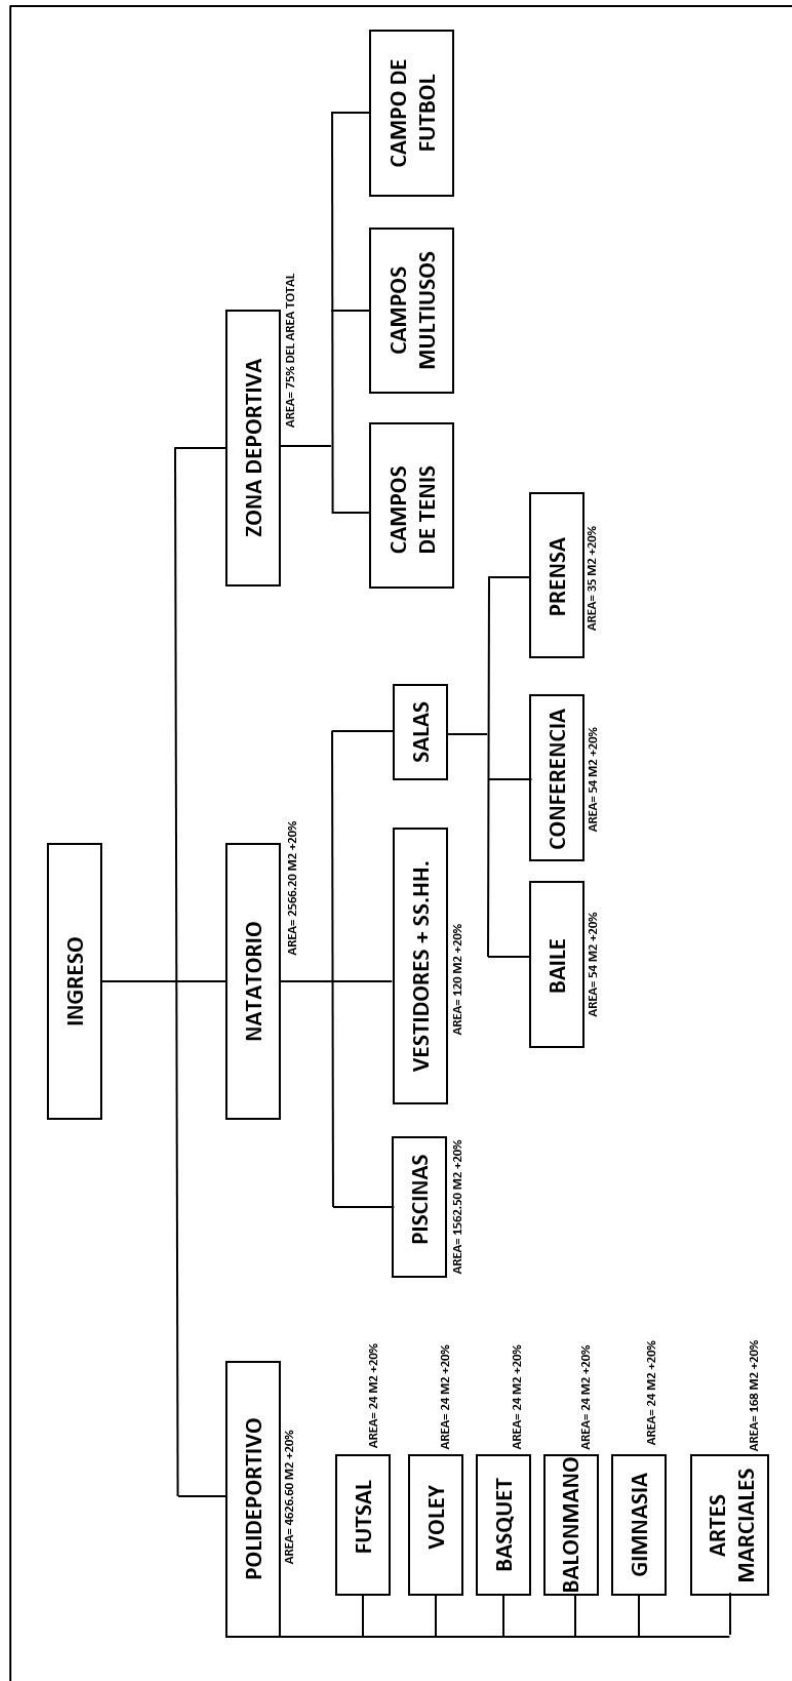 INGRESO
POLIDEPORTIVO
AREA= 4626.60 M2 +20%
NATATORIO
AREA= 2566.20 M2 +20%
ZONA DEPORTIVA
AREA= 75% DEL AREA TOTAL
FUTSAL
AREA= 24 M2 +20%
VOLEY
AREA= 24 M2 +20%
BASQUET
AREA= 24 M2 +20%
BALONMANO
AREA= 24 M2 +20%
GIMNASIA
AREA= 24 M2 +20%
ARTES
MARCIALES
AREA= 168 M2 +20%
PISCINAS
AREA= 1562.50 M2 +20%
VESTIDORES + SS.HH.
AREA= 120 M2 +20%
SALAS
BAILE
AREA= 54 M2 +20%
CONFERENCIA
AREA= 54 M2 +20%
PRENSA
AREA= 35 M2 +20%
CAMPOS
DE TENIS
CAMPOS
MULTIUSOS
CAMPO DE
FUTBOL